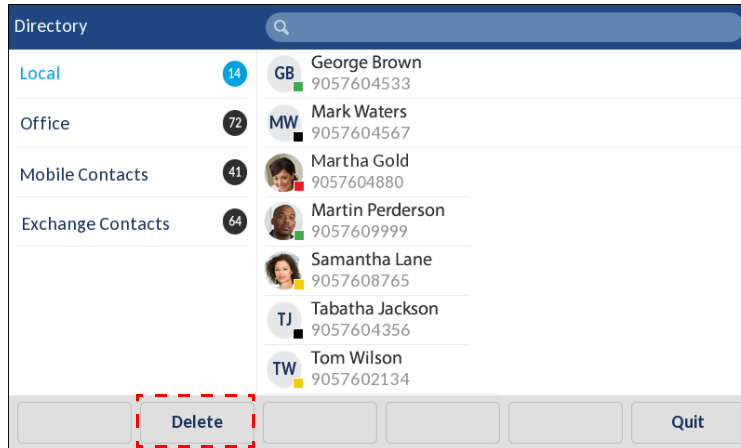 Directory
Local 14
Office 72
Mobile Contacts 41
Exchange Contacts 64
GB George Brown
9057604533
MW Mark Waters
9057604567
Martha Gold
9057604880
Martin Perderson
9057609999
Samantha Lane
9057608765
TJ Tabatha Jackson
9057604356
TW Tom Wilson
9057602134
Delete Quit